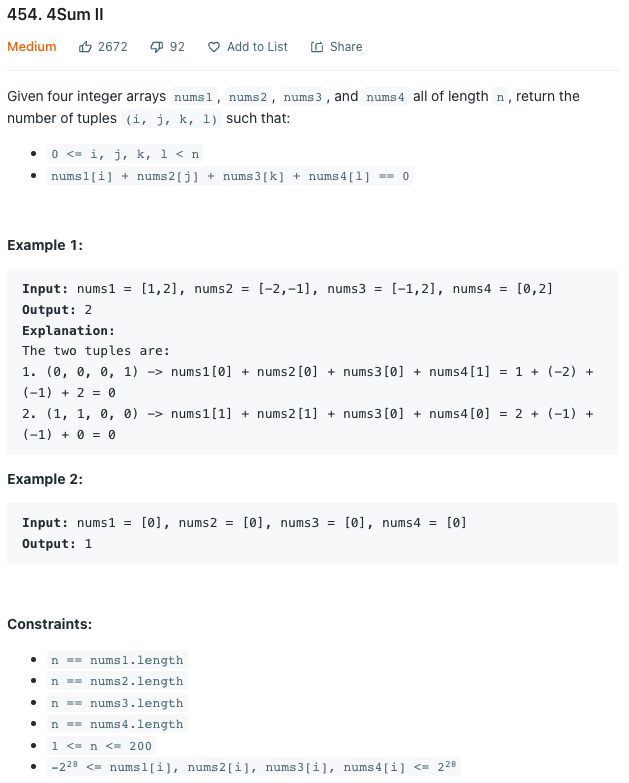 454. 4Sum II
Medium 2672 92 Add to List Share
Given four integer arrays nums1 , nums2 , nums3 , and nums4 all of length n , return the
number of tuples (i, j, k, l) such that:
• 0 <= i, j, k, l < n
• nums1[i] + nums2[j] + nums3[k] + nums4[l] == 0
Example 1:
Input: nums1 = [1,2], nums2 = [-2,-1], nums3 = [-1,2], nums4 = [0,2]
Output: 2
Explanation:
The two tuples are:
1. (0, 0, 0, 1) -> nums1[0] + nums2[0] + nums3[0] + nums4[1] = 1 + (-2) +
(-1) + 2 = 0
2. (1, 1, 0, 0) -> nums1[1] + nums2[1] + nums3[0] + nums4[0] = 2 + (-1) +
(-1) + 0 = 0
Example 2:
Input: nums1 = [0], nums2 = [0], nums3 = [0], nums4 = [0]
Output: 1
Constraints:
• n == nums1.length
• n == nums2.length
• n == nums3.length
• n == nums4.length
• 1 <= n <= 200
• -2²⁸ <= nums1[i], nums2[i], nums3[i], nums4[i] <= 2²⁸